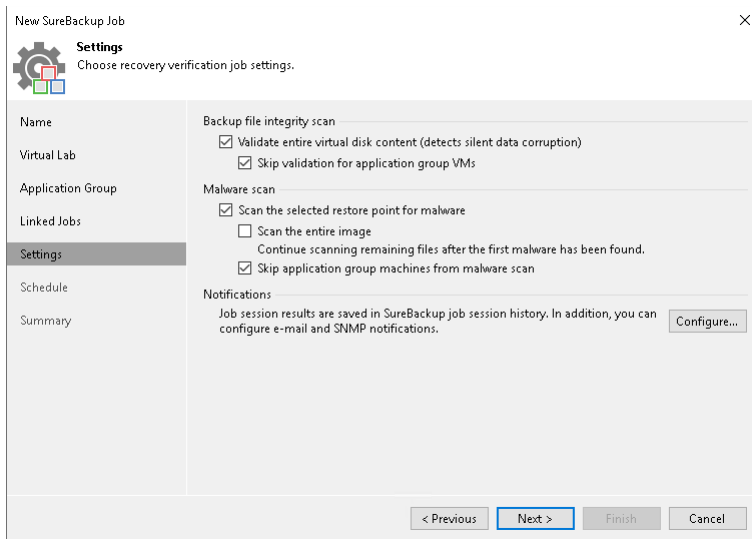 New SureBackup Job
Settings
Choose recovery verification job settings.
Name
Virtual Lab
Application Group
Linked Jobs
Settings
Schedule
Summary
Backup file integrity scan
Validate entire virtual disk content (detects silent data corruption)
Skip validation for application group VMs
Malware scan
Scan the selected restore point for malware
Scan the entire image
Continue scanning remaining files after the first malware has been found.
Skip application group machines from malware scan
Notifications
Job session results are saved in SureBackup job session history. In addition, you can
configure e-mail and SNMP notifications.
Configure...
< Previous
Next >
Finish
Cancel